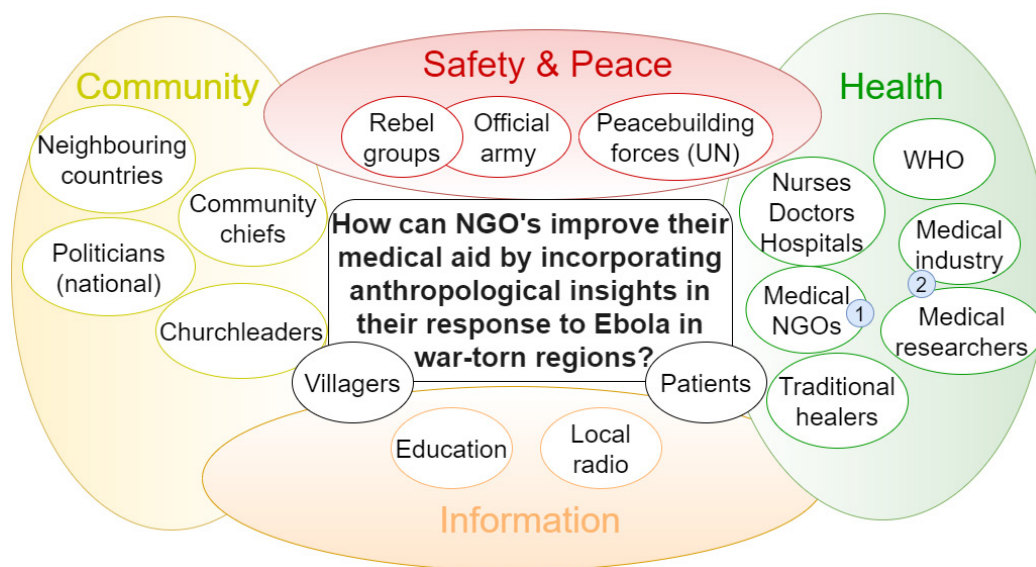 Community
Neighbouring
countries
Community
chiefs
Politicians
(national)
Churchleaders
Safety & Peace
Rebel
groups
Official
army
Peacebuilding
forces (UN)
Health
WHO
Nurses
Doctors
Hospitals
Medical
industry
2
Medical
NGOs
1
Medical
researchers
Traditional
healers
How can NGO's improve their
medical aid by incorporating
anthropological insights in
their response to Ebola in
war-torn regions?
Villagers
Patients
Education
Local
radio
Information